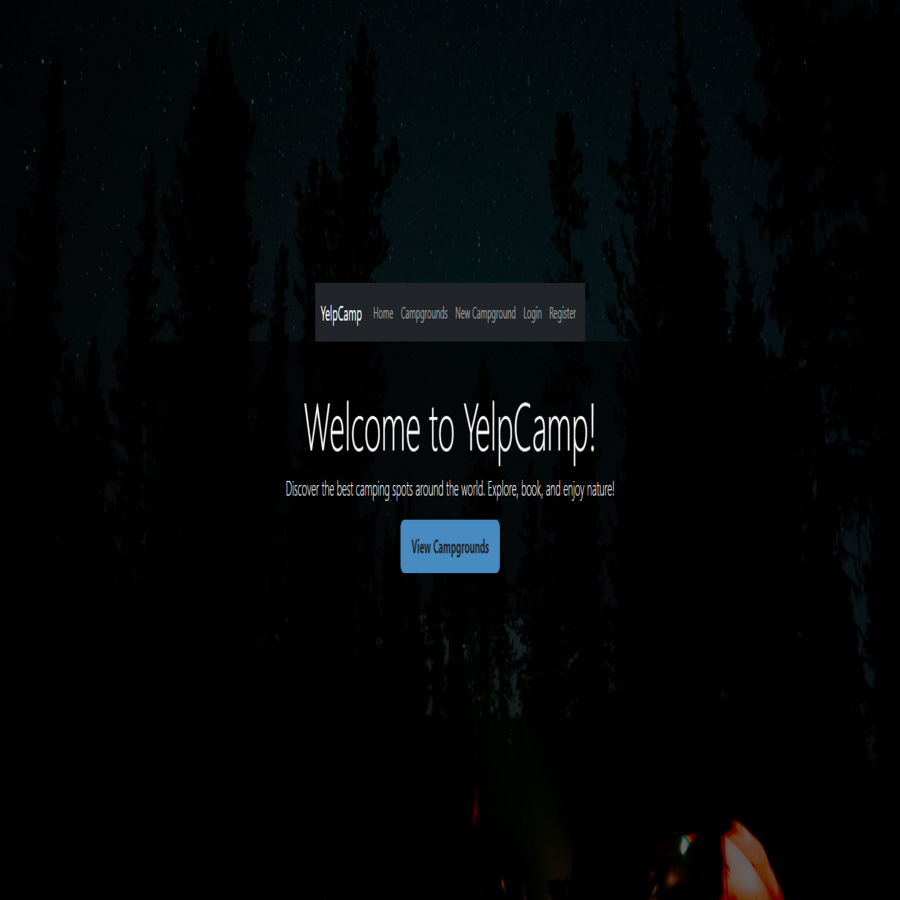 YelpCamp Home Campgrounds New Campground Login Register
Welcome to YelpCamp!
Discover the best camping spots around the world. Explore, book, and enjoy nature!
View Campgrounds